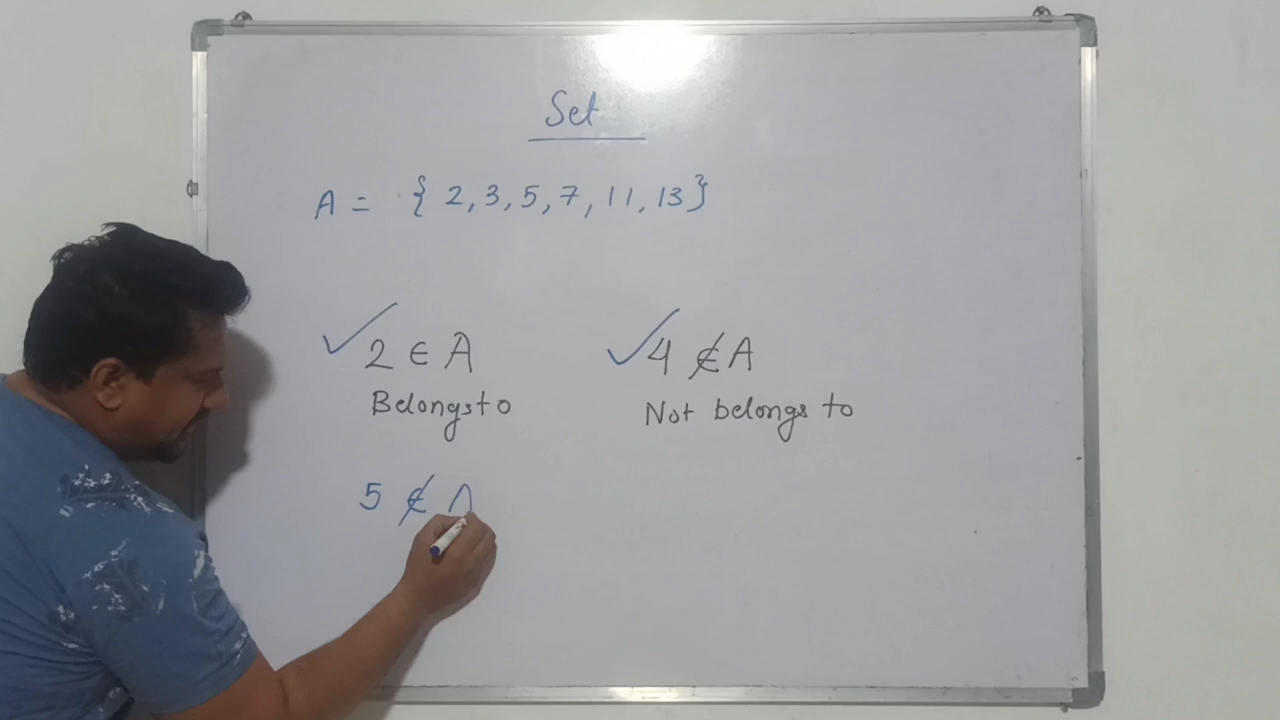 Set
A = { 2, 3, 5, 7, 11, 13 }
✓ 2 ∈ A ✓ 4 ∉ A
Belongs to Not belongs to
5 ∉ A